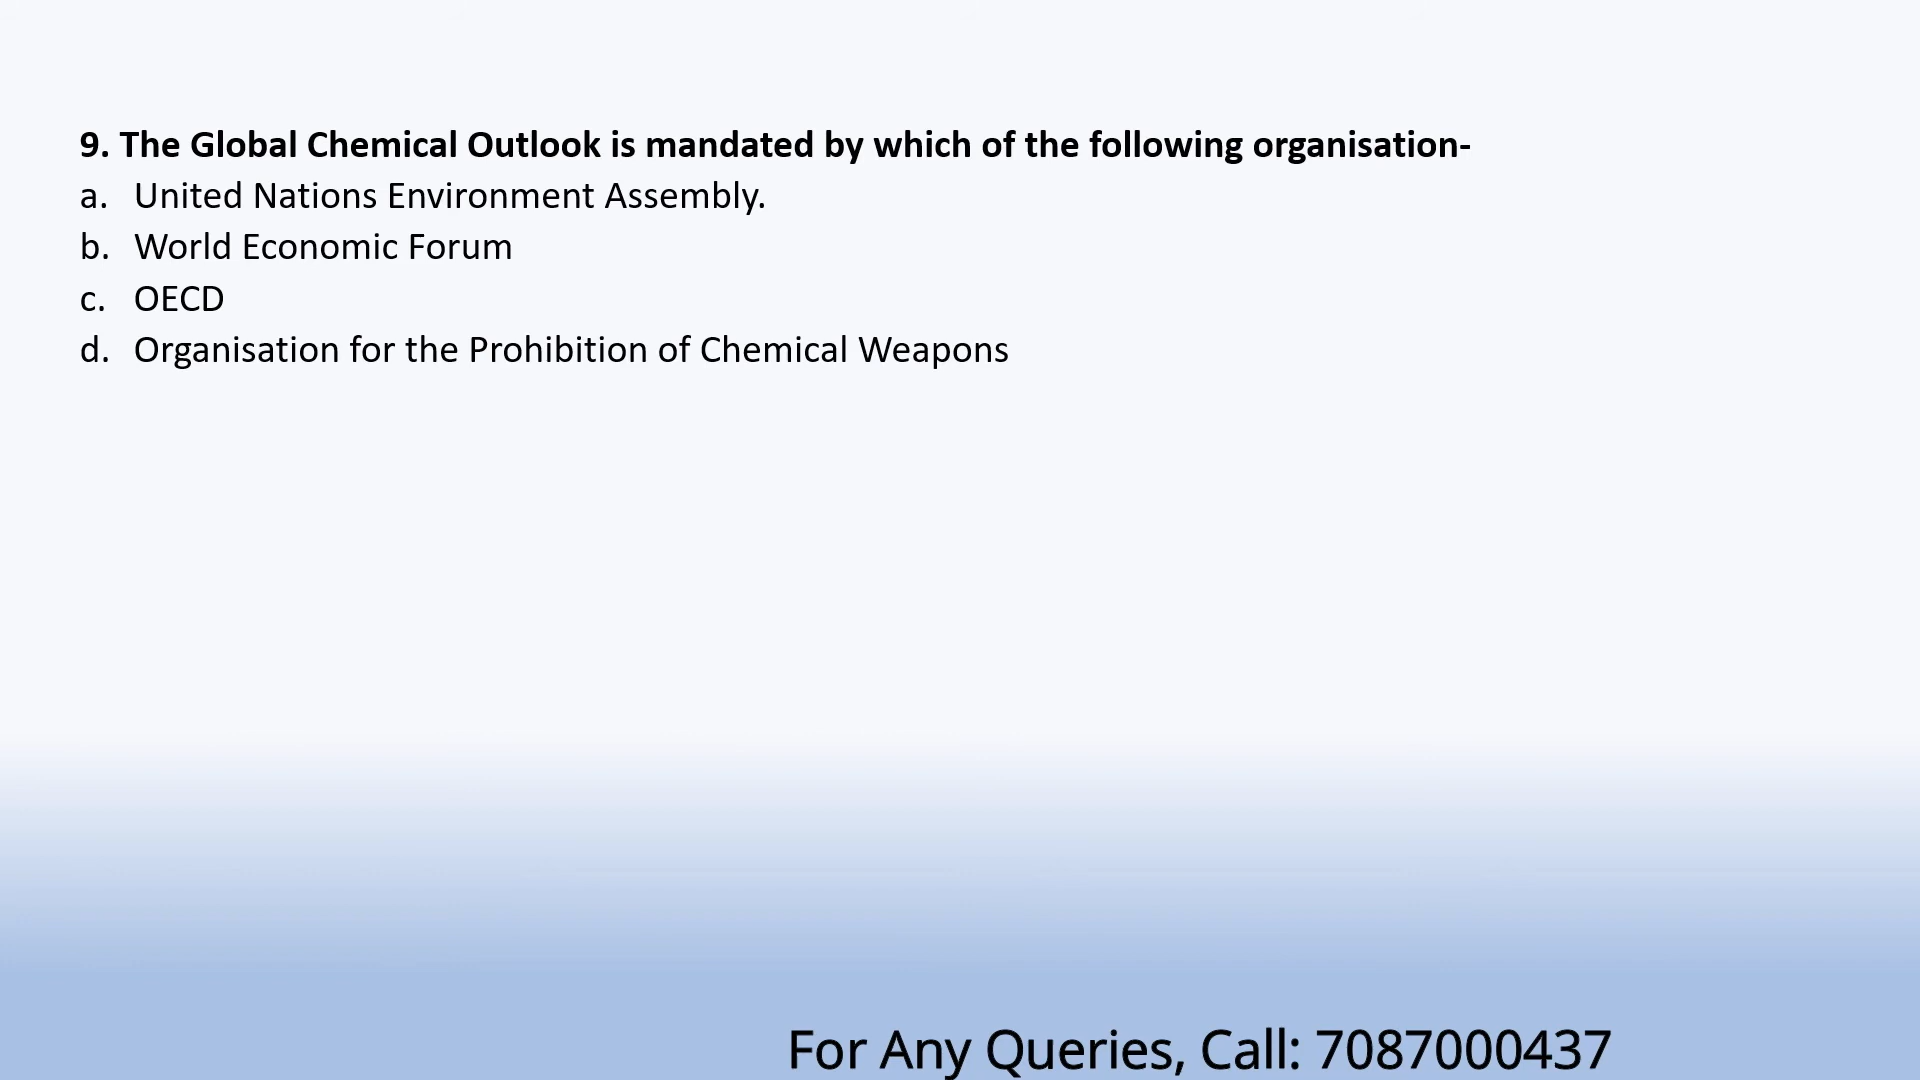 9. The Global Chemical Outlook is mandated by which of the following organisation-
a. United Nations Environment Assembly.
b. World Economic Forum
c. OECD
d. Organisation for the Prohibition of Chemical Weapons
For Any Queries, Call: 7087000437